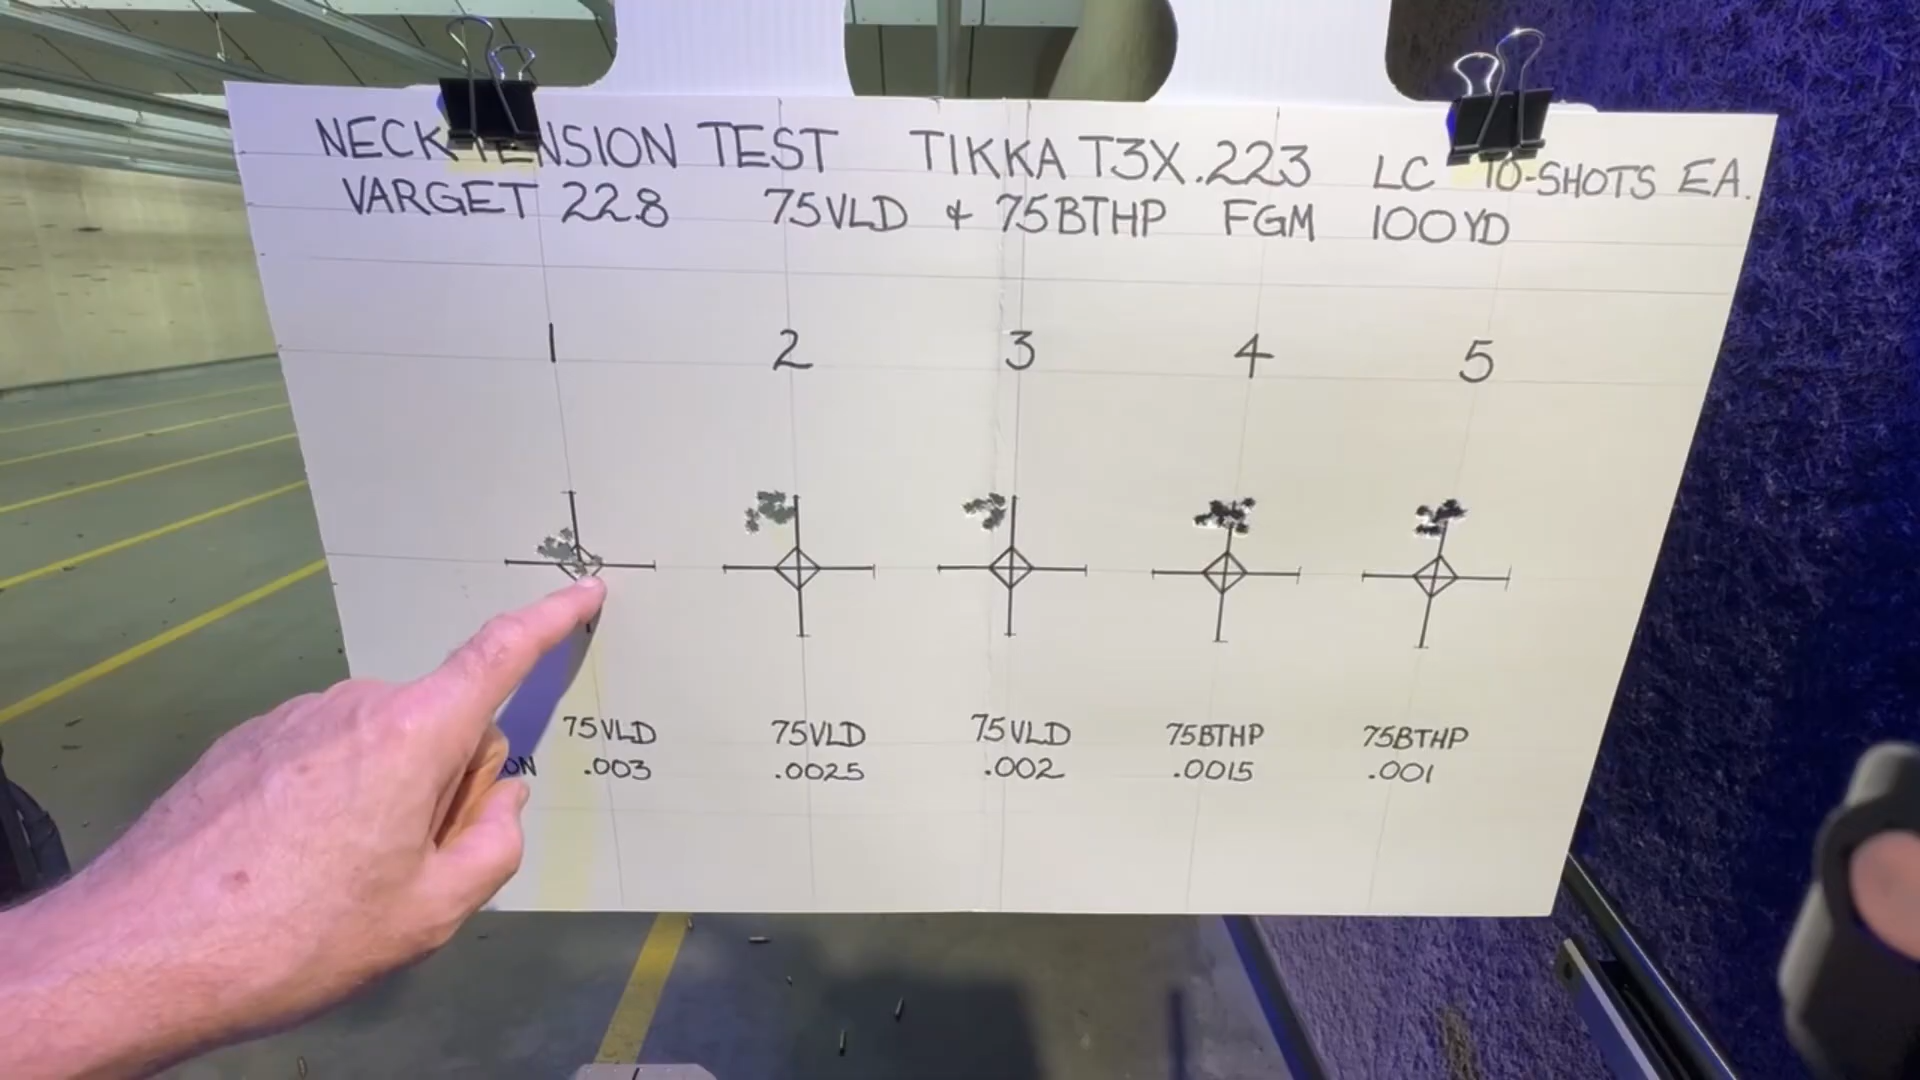 NECK TENSION TEST TIKKA T3X .223 LC 10-SHOTS EA.
VARGET 22.8 75VLD & 75BTHP FGM 100YD
1 2 3 4 5
75VLD 75VLD 75VLD 75BTHP 75BTHP
ON .003 .0025 .002 .0015 .001